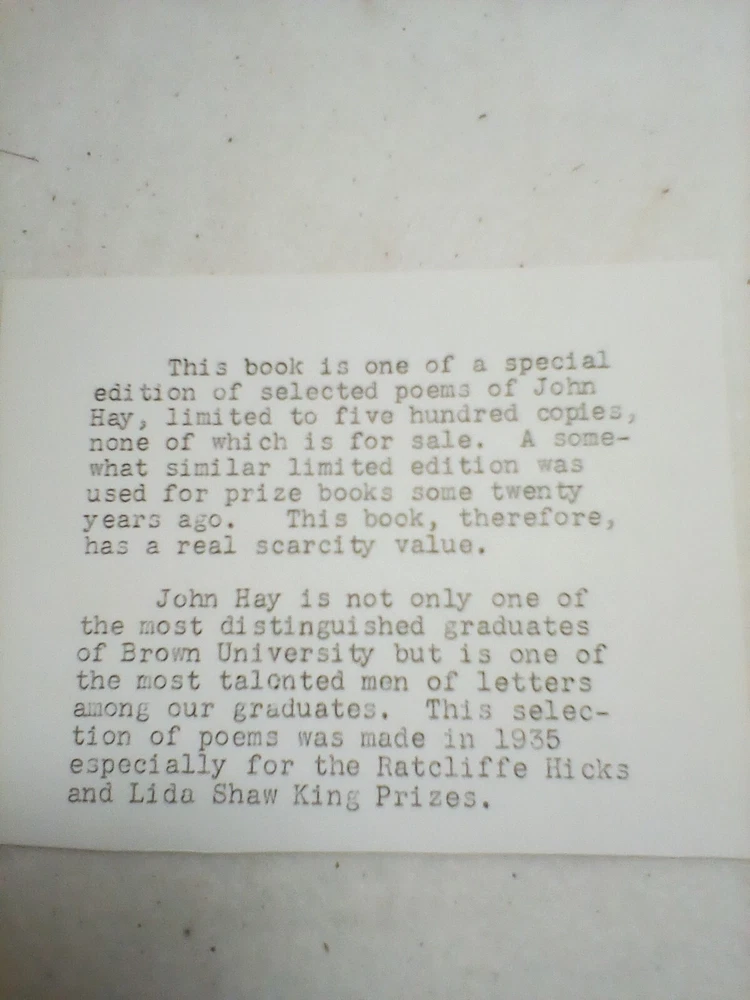 This book is one of a special
edition of selected poems of John
Hay, limited to five hundred copies,
none of which is for sale. A some-
what similar limited edition was
used for prize books some twenty
years ago. This book, therefore,
has a real scarcity value.
John Hay is not only one of
the most distinguished graduates
of Brown University but is one of
the most talented men of letters
among our graduates. This selec-
tion of poems was made in 1935
especially for the Ratcliffe Hicks
and Lida Shaw King Prizes.